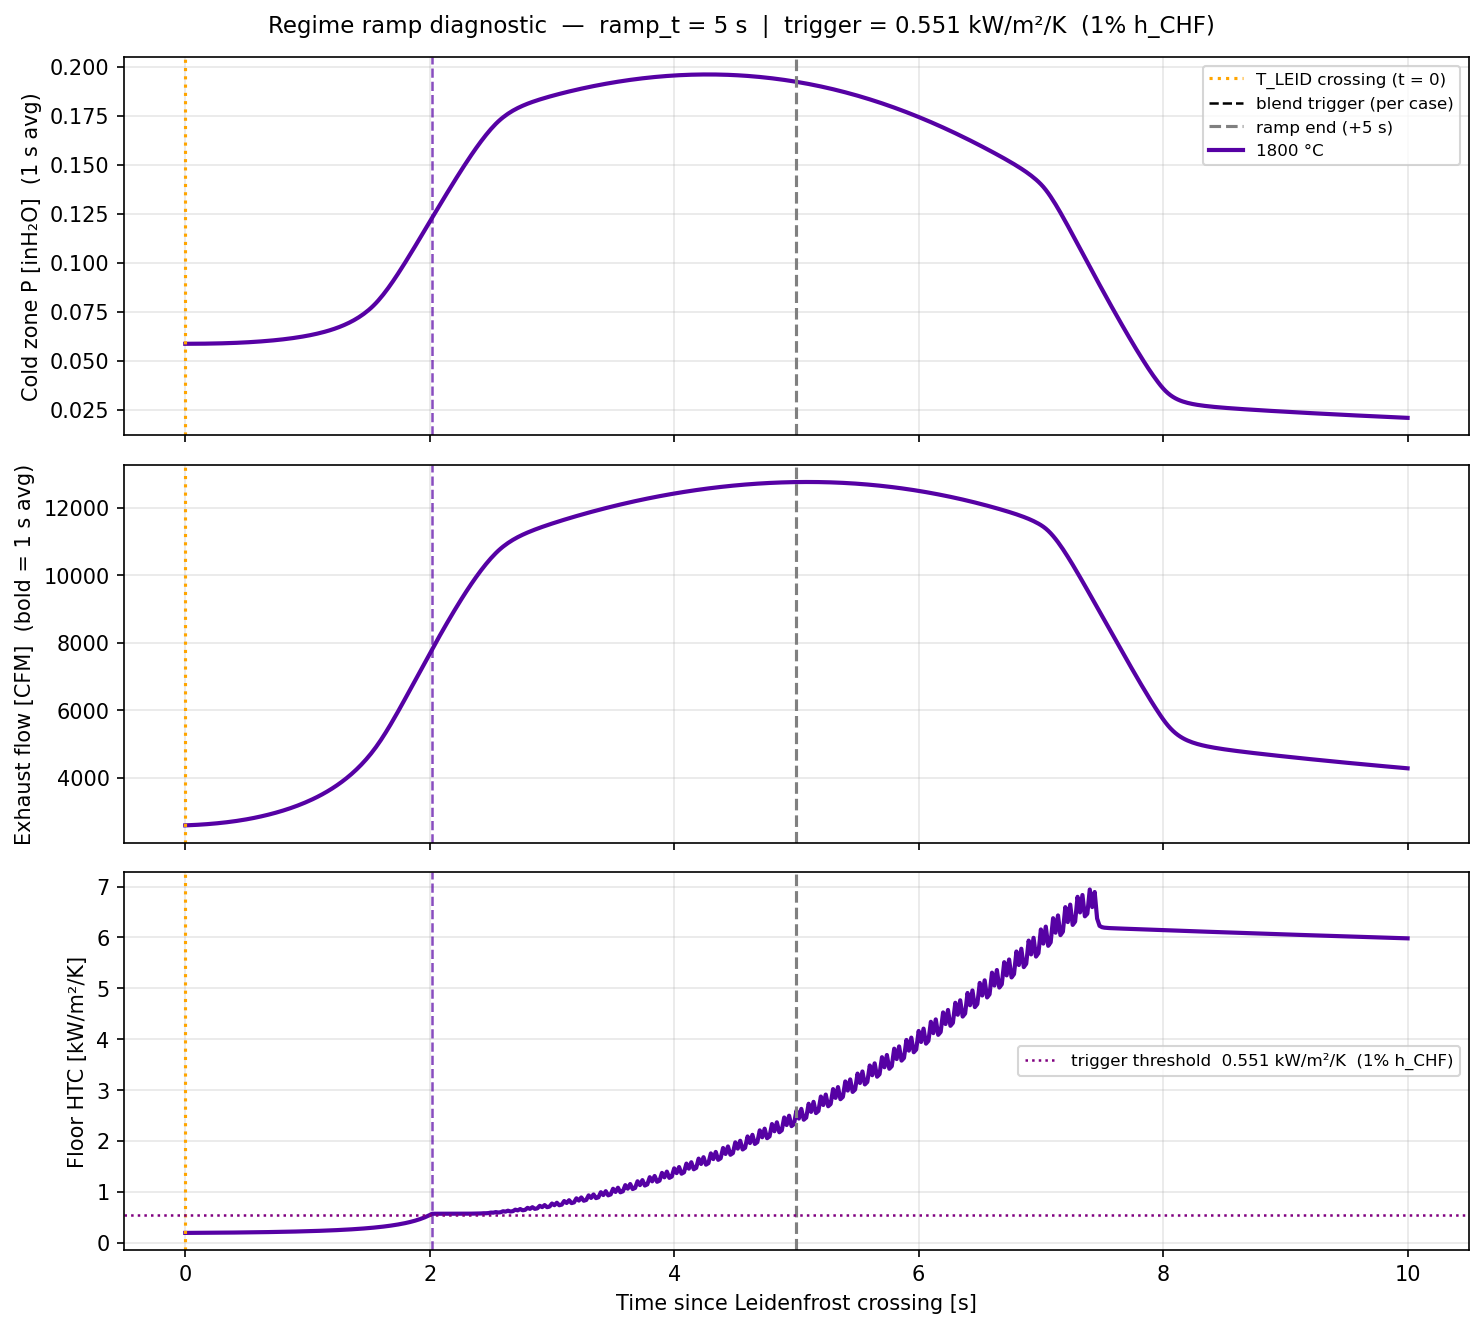 Regime ramp diagnostic — ramp_t = 5 s | trigger = 0.551 kW/m²/K (1% h_CHF)
Cold zone P [inH₂O] (1 s avg)
0.200
0.175
0.150
0.125
0.100
0.075
0.050
0.025
T_LEID crossing (t = 0)
blend trigger (per case)
ramp end (+5 s)
1800 °C
Exhaust flow [CFM] (bold = 1 s avg)
12000
10000
8000
6000
4000
Floor HTC [kW/m²/K]
7
6
5
4
3
2
1
0
trigger threshold 0.551 kW/m²/K (1% h_CHF)
0 2 4 6 8 10
Time since Leidenfrost crossing [s]